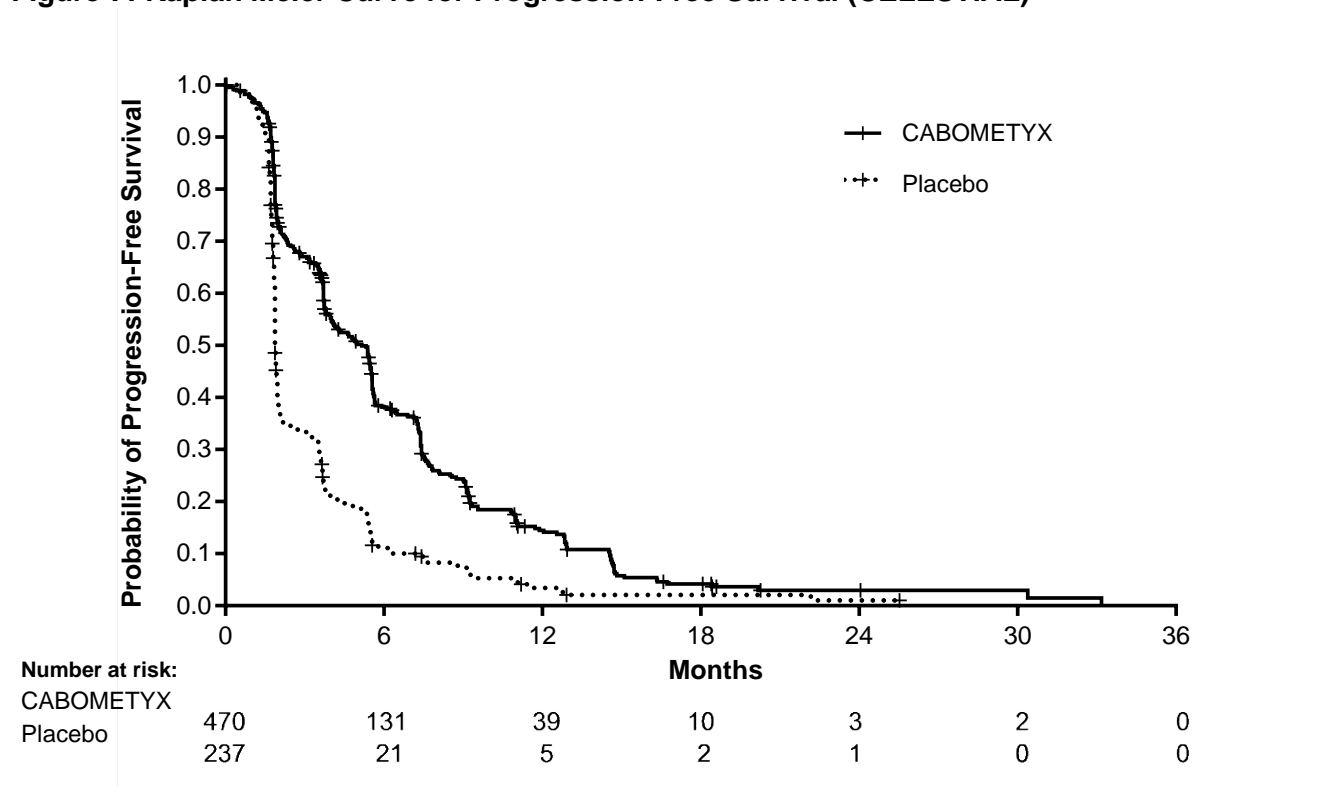 1.0
0.9
0.8
0.7
0.6
0.5
0.4
0.3
0.2
0.1
0.0
Probability of Progression-Free Survival
CABOMETYX
Placebo
0 6 12 18 24 30 36
Months
Number at risk:
CABOMETYX
470 131 39 10 3 2 0
Placebo
237 21 5 2 1 0 0